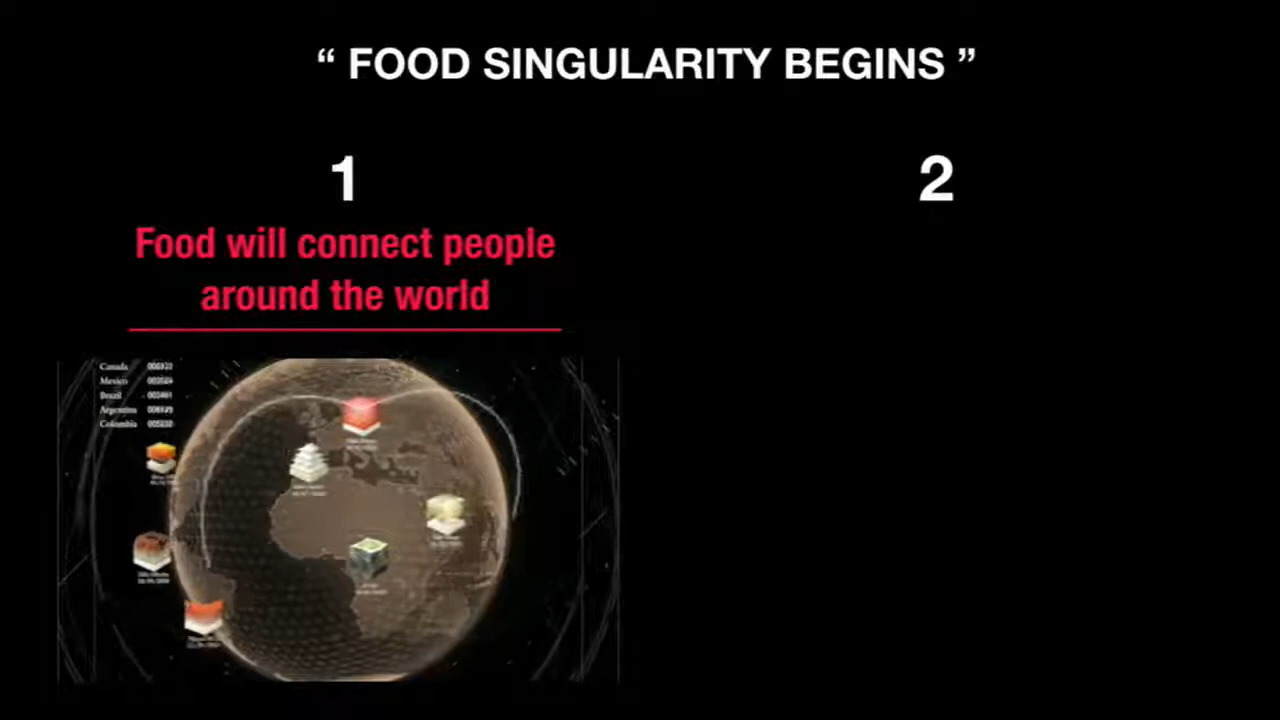 “ FOOD SINGULARITY BEGINS ”
1
2
Food will connect people
around the world
Canada
Mexico
Brazil
Argentina
Colombia